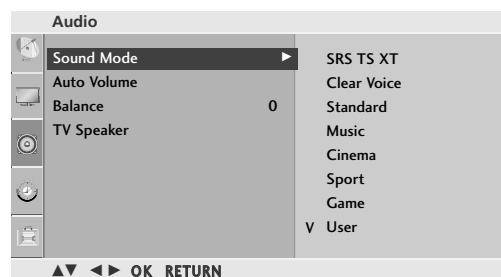 Audio
Sound Mode ►
Auto Volume
Balance 0
TV Speaker
SRS TS XT
Clear Voice
Standard
Music
Cinema
Sport
Game
V User
▲▼ ◄► OK RETURN